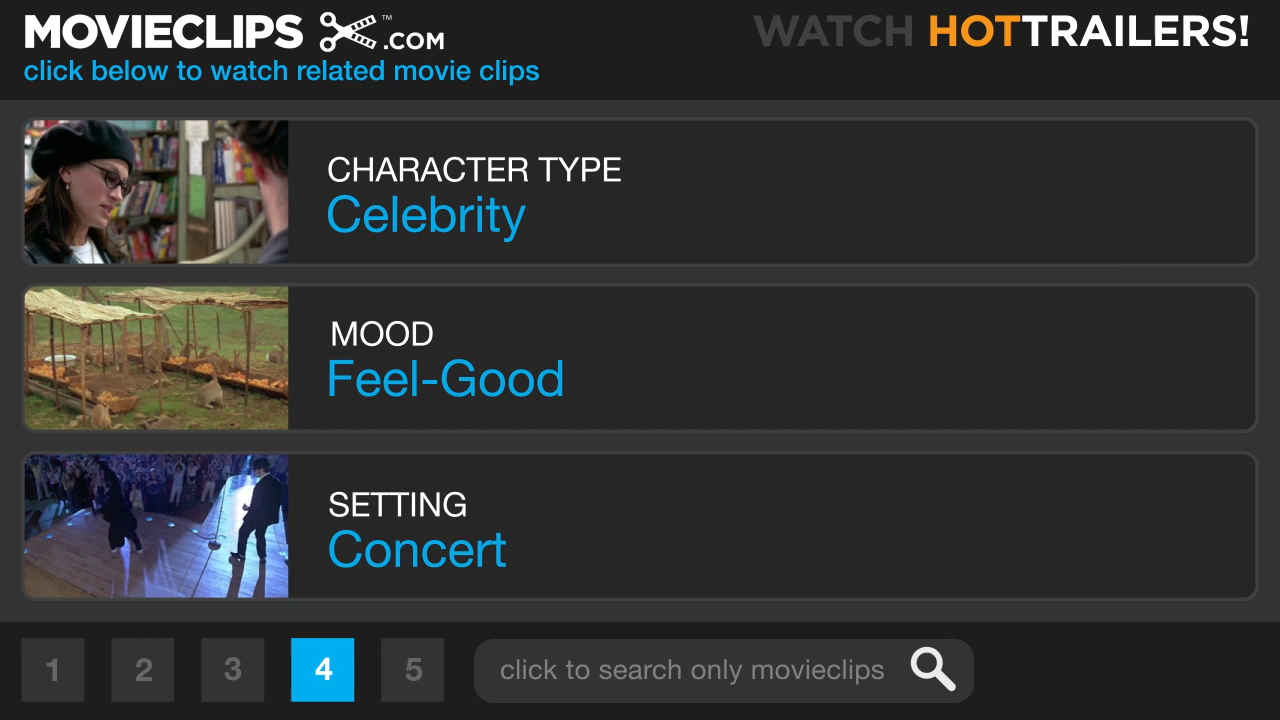 MOVIECLIPS ™ .COM
WATCH HOTTRAILERS!
click below to watch related movie clips
CHARACTER TYPE
Celebrity
MOOD
Feel-Good
SETTING
Concert
1 2 3 4 5 click to search only movieclips